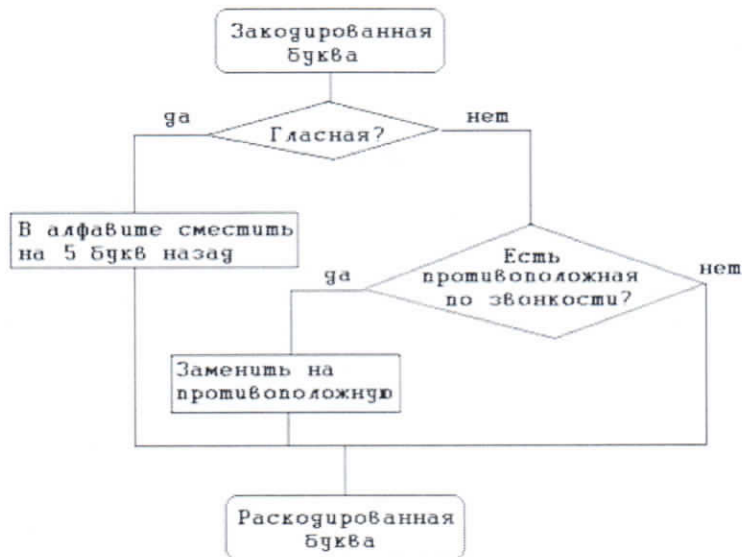 Закодированная
буква
да
нет
Гласная?
В алфавите сместить
на 5 букв назад
Есть
противоположная
по звонкости?
да
нет
Заменить на
противоположную
Раскодированная
буква